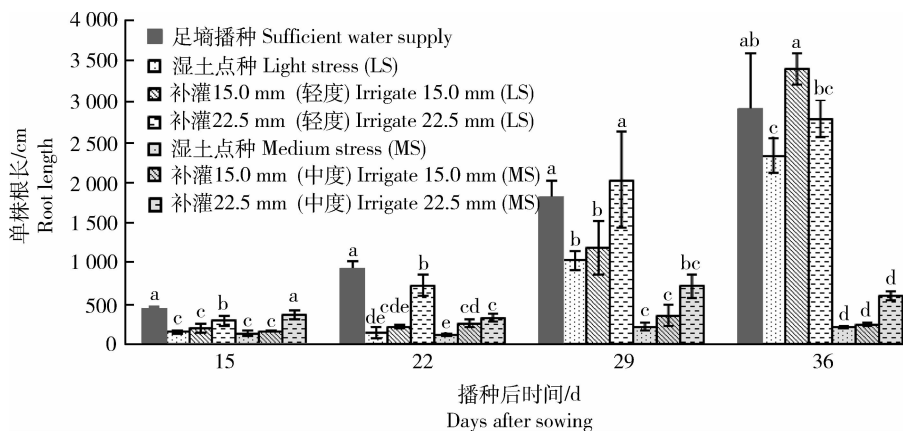 4 000
3 500
3 000
2 500
2 000
1 500
1 000
500
0
单株根长/cm
Root length
足墒播种 Sufficient water supply
湿土点种 Light stress (LS)
补灌15.0 mm (轻度) Irrigate 15.0 mm (LS)
补灌22.5 mm (轻度) Irrigate 22.5 mm (LS)
湿土点种 Medium stress (MS)
补灌15.0 mm (中度) Irrigate 15.0 mm (MS)
补灌22.5 mm (中度) Irrigate 22.5 mm (MS)
a c c b c c a
a de cde b e cd c
a b b a c c bc
ab c a bc d d d
15 22 29 36
播种后时间/d
Days after sowing